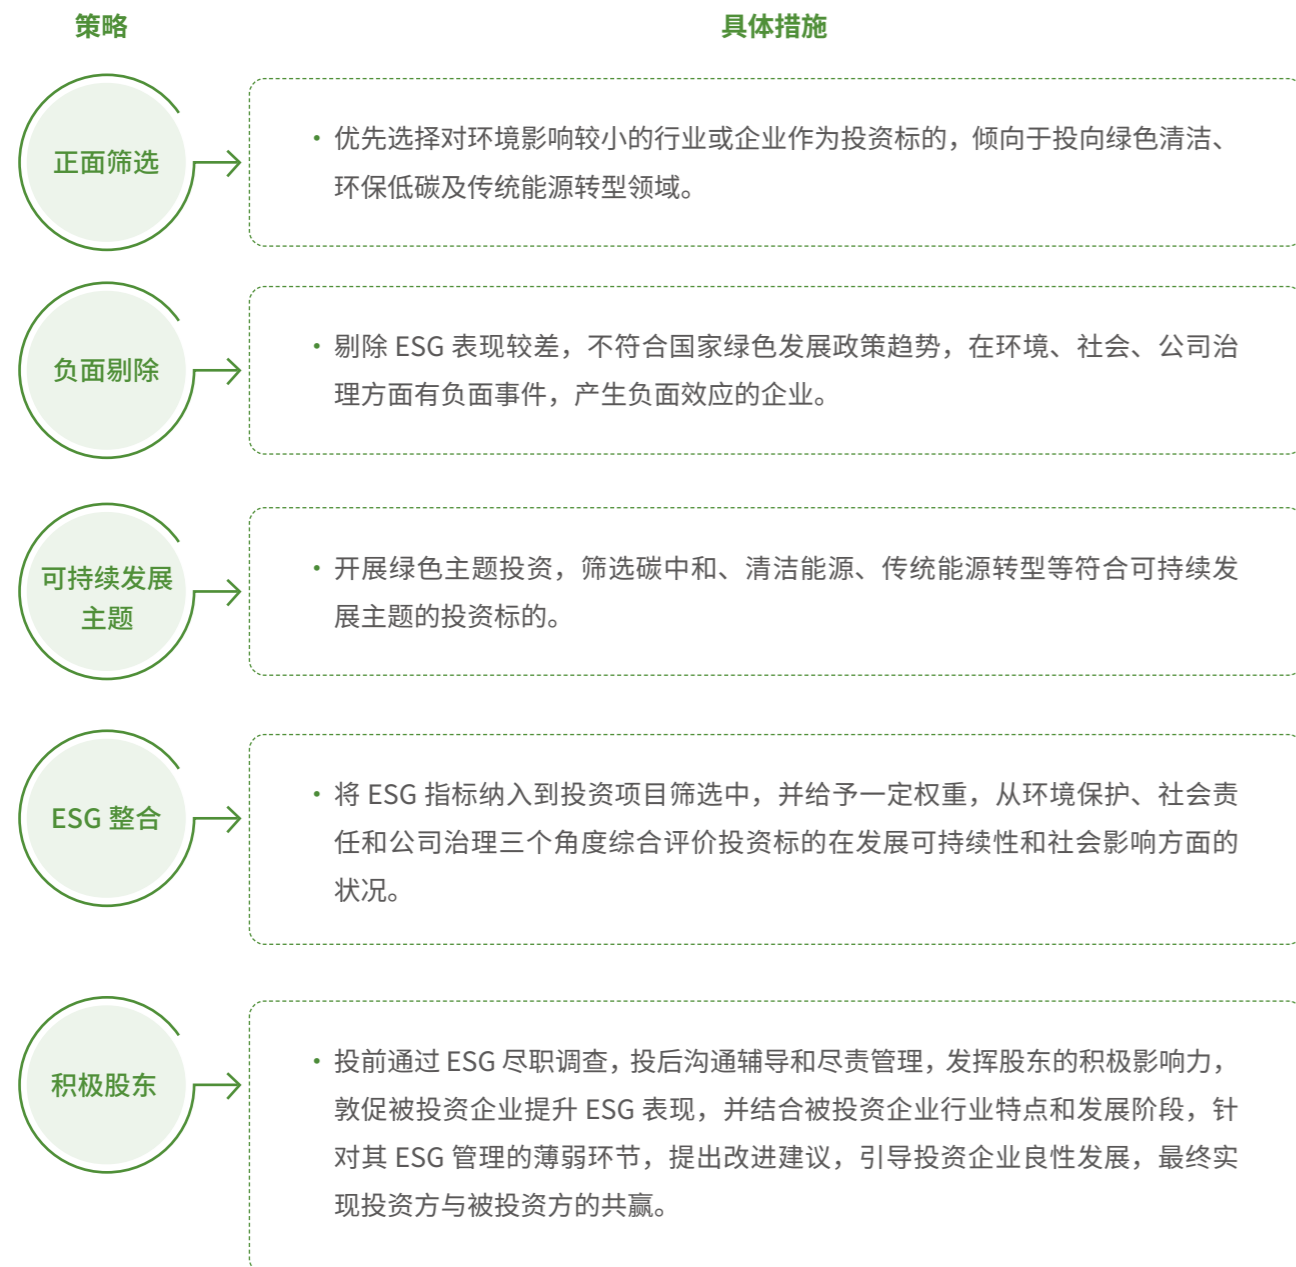 策略
具体措施
正面筛选
• 优先选择对环境影响较小的行业或企业作为投资标的，倾向于投向绿色清洁、
环保低碳及传统能源转型领域。
负面剔除
• 剔除 ESG 表现较差，不符合国家绿色发展政策趋势，在环境、社会、公司治
理方面有负面事件，产生负面效应的企业。
可持续发展
主题
• 开展绿色主题投资，筛选碳中和、清洁能源、传统能源转型等符合可持续发
展主题的投资标的。
ESG 整合
• 将 ESG 指标纳入到投资项目筛选中，并给予一定权重，从环境保护、社会责
任和公司治理三个角度综合评价投资标的在发展可持续性和社会影响方面的
状况。
积极股东
• 投前通过 ESG 尽职调查，投后沟通辅导和尽责管理，发挥股东的积极影响力，
敦促被投资企业提升 ESG 表现，并结合被投资企业行业特点和发展阶段，针
对其 ESG 管理的薄弱环节，提出改进建议，引导投资企业良性发展，最终实
现投资方与被投资方的共赢。